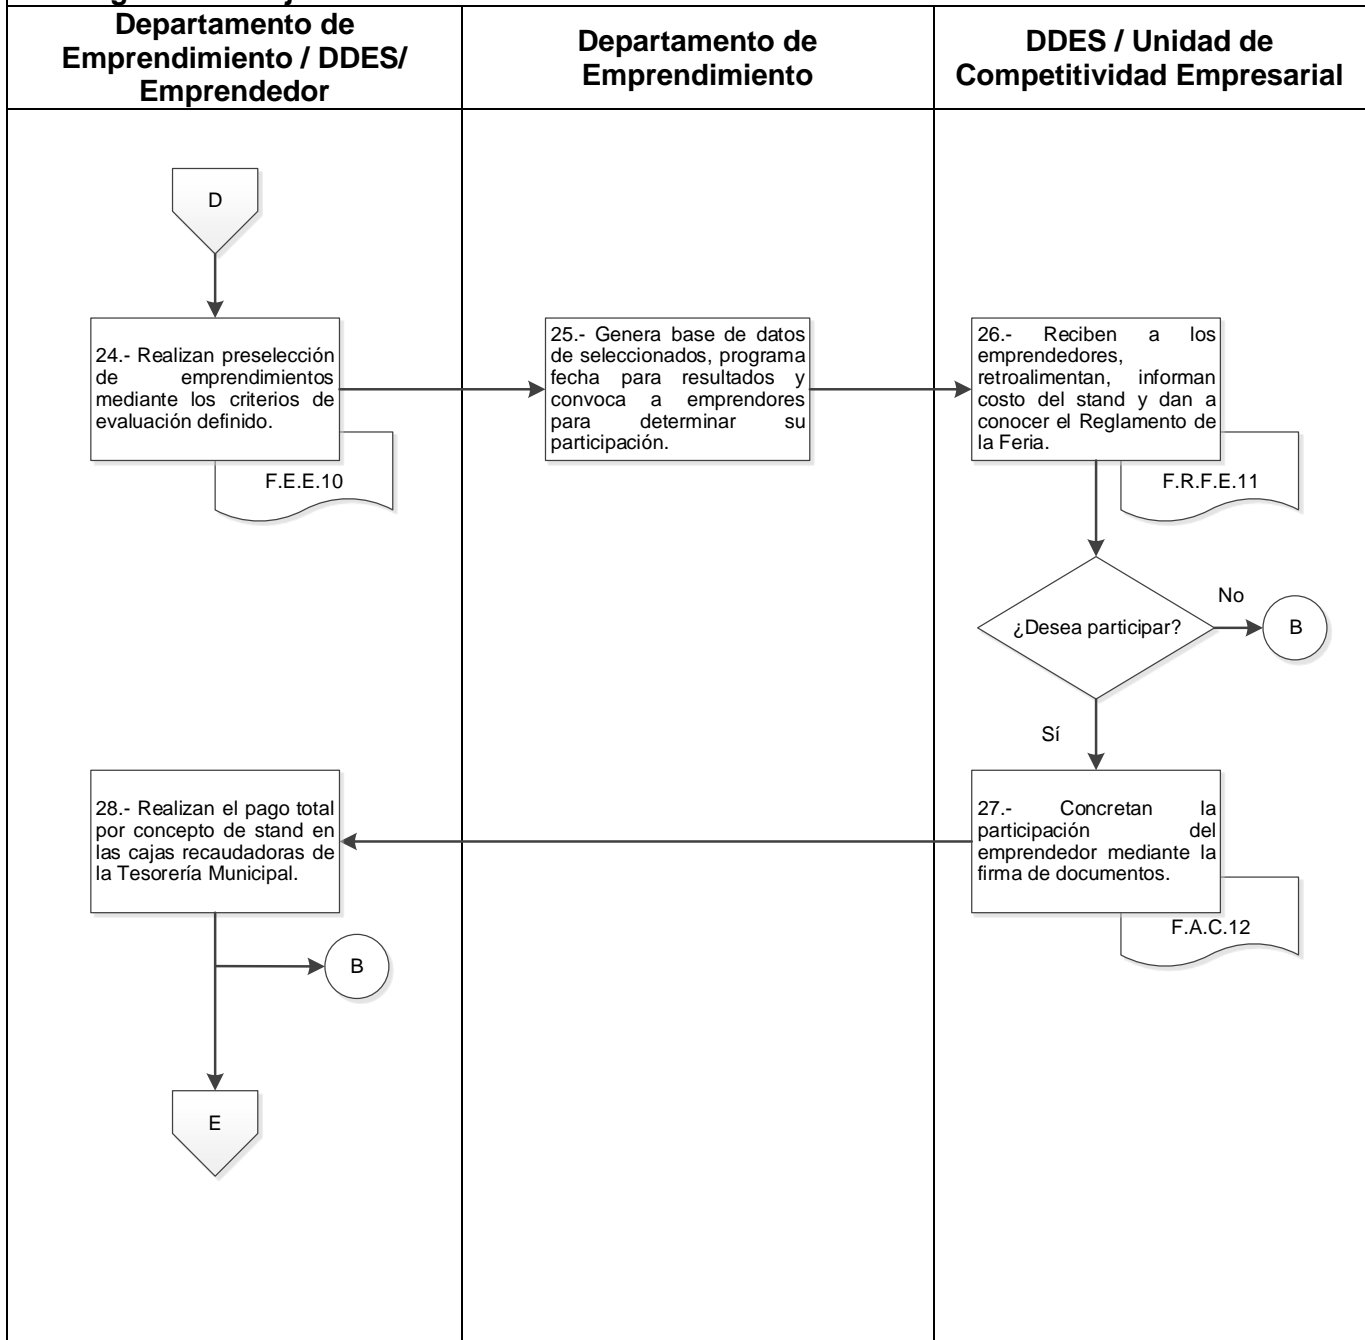 Departamento de
Emprendimiento / DDES/
Emprendedor
Departamento de
Emprendimiento
DDES / Unidad de
Competitividad Empresarial
D
24.- Realizan preselección
de emprendimientos
mediante los criterios de
evaluación definido.
F.E.E.10
25.- Genera base de datos
de seleccionados, programa
fecha para resultados y
convoca a emprendores
para determinar su
participación.
26.- Reciben a los
emprendedores,
retroalimentan, informan
costo del stand y dan a
conocer el Reglamento de
la Feria.
F.R.F.E.11
¿Desea participar?
No
B
Sí
27.- Concretan la
participación del
emprendedor mediante la
firma de documentos.
F.A.C.12
28.- Realizan el pago total
por concepto de stand en
las cajas recaudadoras de
la Tesorería Municipal.
B
E